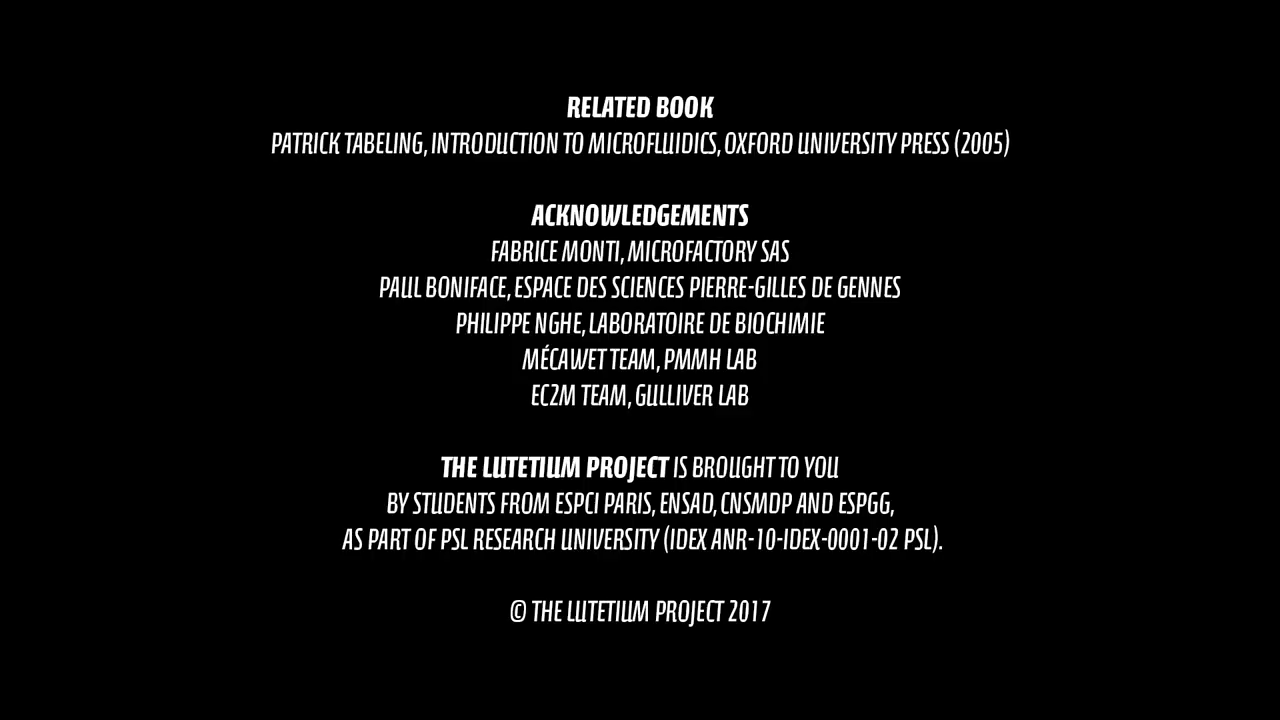 RELATED BOOK
PATRICK TABELING, INTRODUCTION TO MICROFLUIDICS, OXFORD UNIVERSITY PRESS (2005)
ACKNOWLEDGEMENTS
FABRICE MONTI, MICROFACTORY SAS
PAUL BONIFACE, ESPACE DES SCIENCES PIERRE-GILLES DE GENNES
PHILIPPE NGHE, LABORATOIRE DE BIOCHIMIE
MÉCAWET TEAM, PMMH LAB
EC2M TEAM, GULLIVER LAB
THE LUTETIUM PROJECT IS BROUGHT TO YOU
BY STUDENTS FROM ESPCI PARIS, ENSAD, CNSMDP AND ESPGG,
AS PART OF PSL RESEARCH UNIVERSITY (IDEX ANR-10-IDEX-0001-02 PSL).
© THE LUTETIUM PROJECT 2017